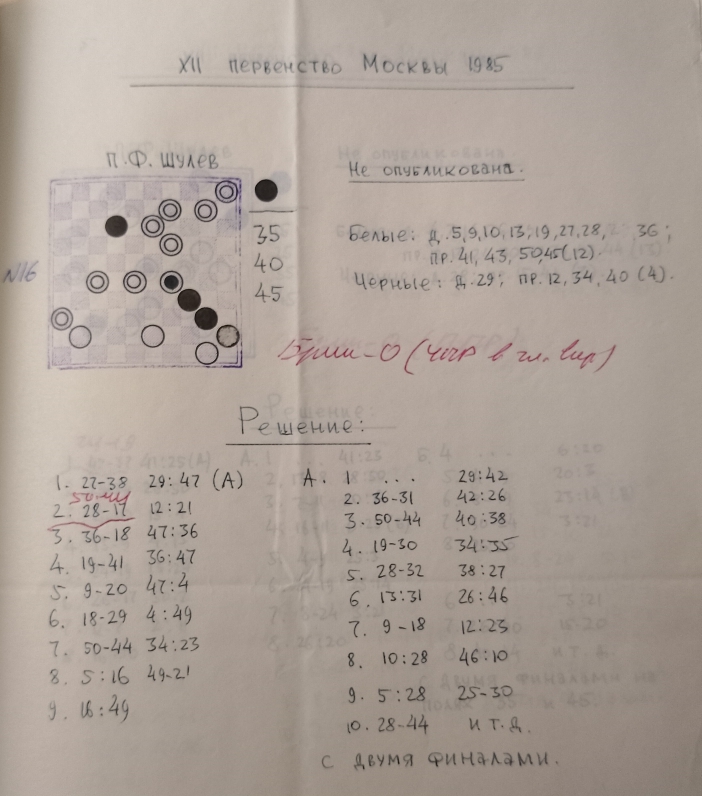 XII первенство Москвы 1985
П.Ф. Шулев
№16
35
40
45
Не опубликована.
Белые: д. 5,9,10,13,19,27,28, 36;
пр. 41, 43, 50,45(12).
Черные: д. 29; пр. 12, 34, 40 (4).
Решение:
1. 27-38 29:47 (А)
2. 28-17 12:21
3. 36-18 47:36
4. 19-41 36:47
5. 9-20 47:4
6. 18-29 4:49
7. 50-44 34:23
8. 5:16 49-21
9. 16:49
А. 1 ... 29:42
2. 36-31 42:26
3. 50-44 40:38
4. 19-30 34:35
5. 28-32 38:27
6. 13:31 26:46
7. 9-18 12:23
8. 10:28 46:10
9. 5:28 25-30
10. 28-44 и т.д.
с двумя финалами.